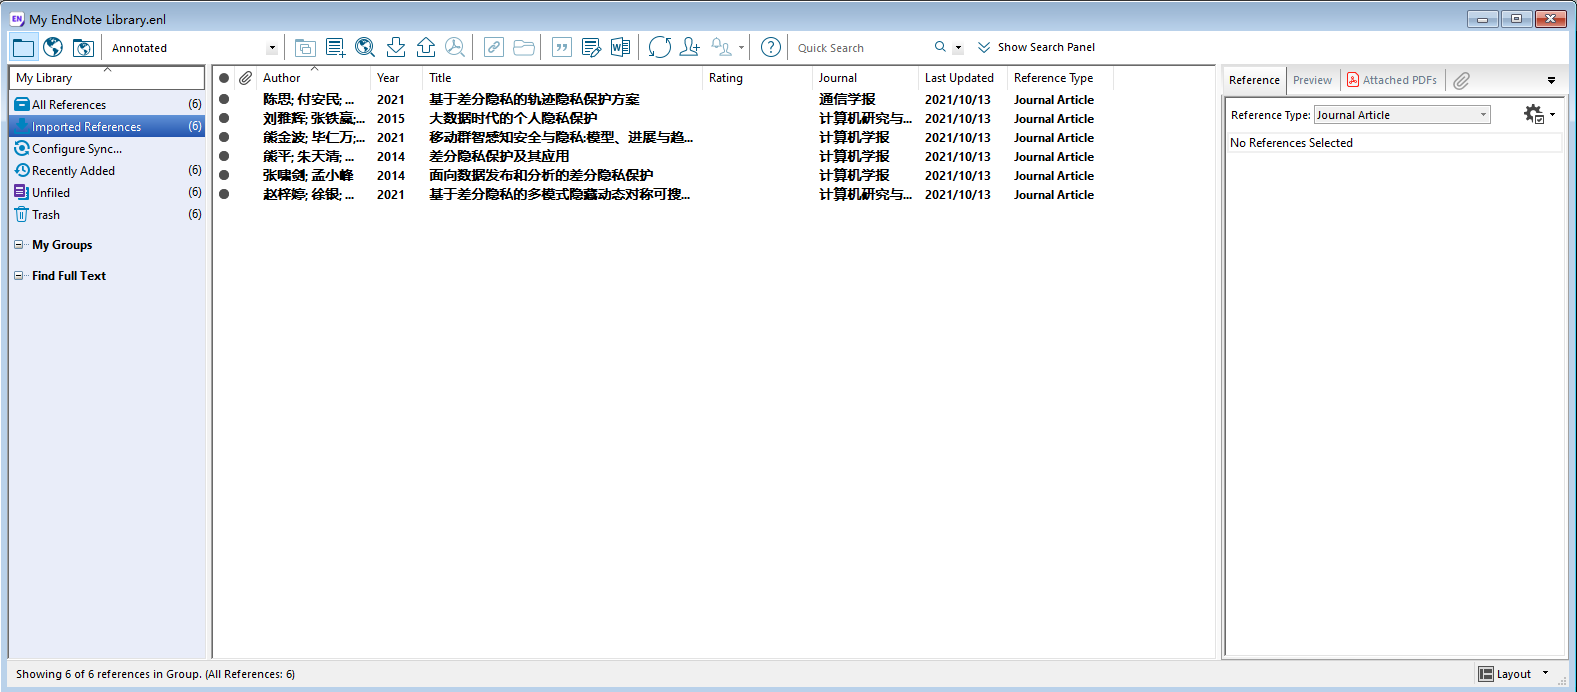 My EndNote Library.enl
Annotated
Quick Search
Show Search Panel
My Library
All References (6)
Imported References (6)
Configure Sync...
Recently Added (6)
Unfiled (6)
Trash (6)
My Groups
Find Full Text
Author Year Title Rating Journal Last Updated Reference Type
陈思; 付安民; ... 2021 基于差分隐私的轨迹隐私保护方案 通信学报 2021/10/13 Journal Article
刘雅辉; 张铁赢;... 2015 大数据时代的个人隐私保护 计算机研究与... 2021/10/13 Journal Article
熊金波; 毕仁万;... 2021 移动群智感知安全与隐私:模型、进展与趋... 计算机学报 2021/10/13 Journal Article
熊平; 朱天清; ... 2014 差分隐私保护及其应用 计算机学报 2021/10/13 Journal Article
张啸剑; 孟小峰 2014 面向数据发布和分析的差分隐私保护 计算机学报 2021/10/13 Journal Article
赵梓婷; 徐银; ... 2021 基于差分隐私的多模式隐藏动态对称可搜... 计算机研究与... 2021/10/13 Journal Article
Reference Preview Attached PDFs
Reference Type: Journal Article
No References Selected
Showing 6 of 6 references in Group. (All References: 6)
Layout